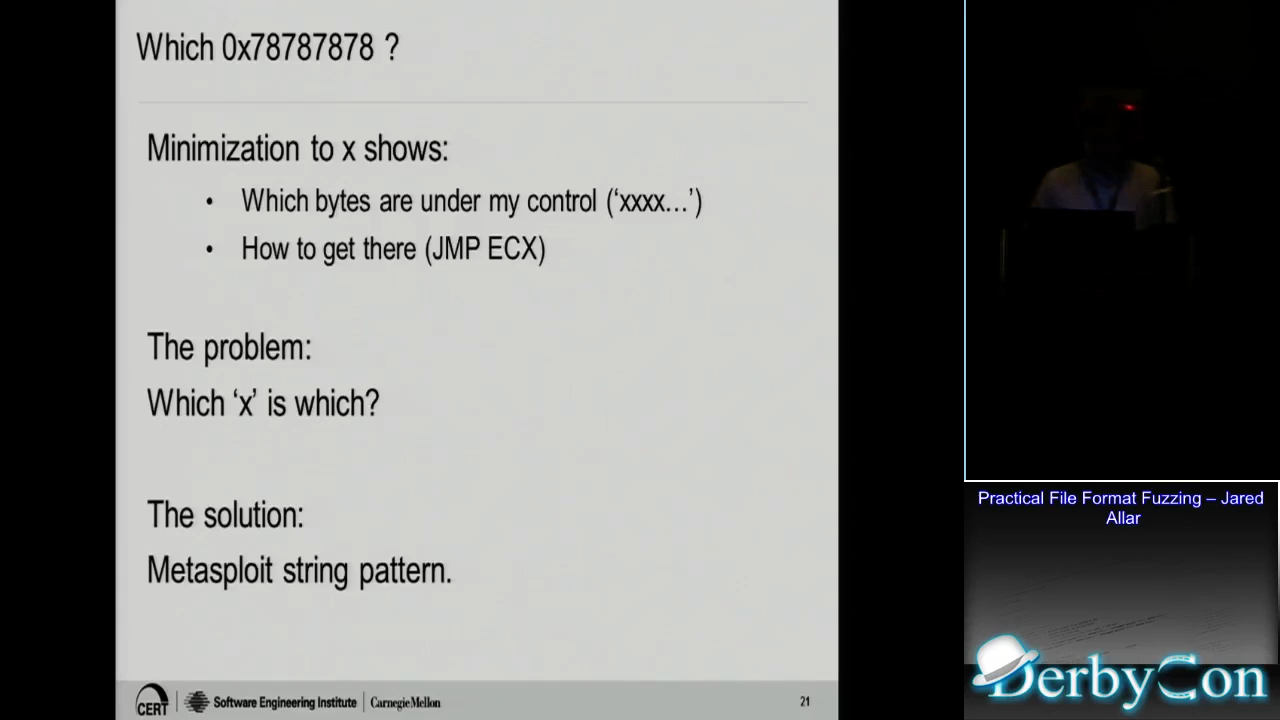 Which 0x78787878 ?
Minimization to x shows:
• Which bytes are under my control (‘xxxx…’)
• How to get there (JMP ECX)
The problem:
Which ‘x’ is which?
The solution:
Metasploit string pattern.
CERT
Software Engineering Institute
Carnegie Mellon
21
Practical File Format Fuzzing – Jared
Allar
DerbyCon